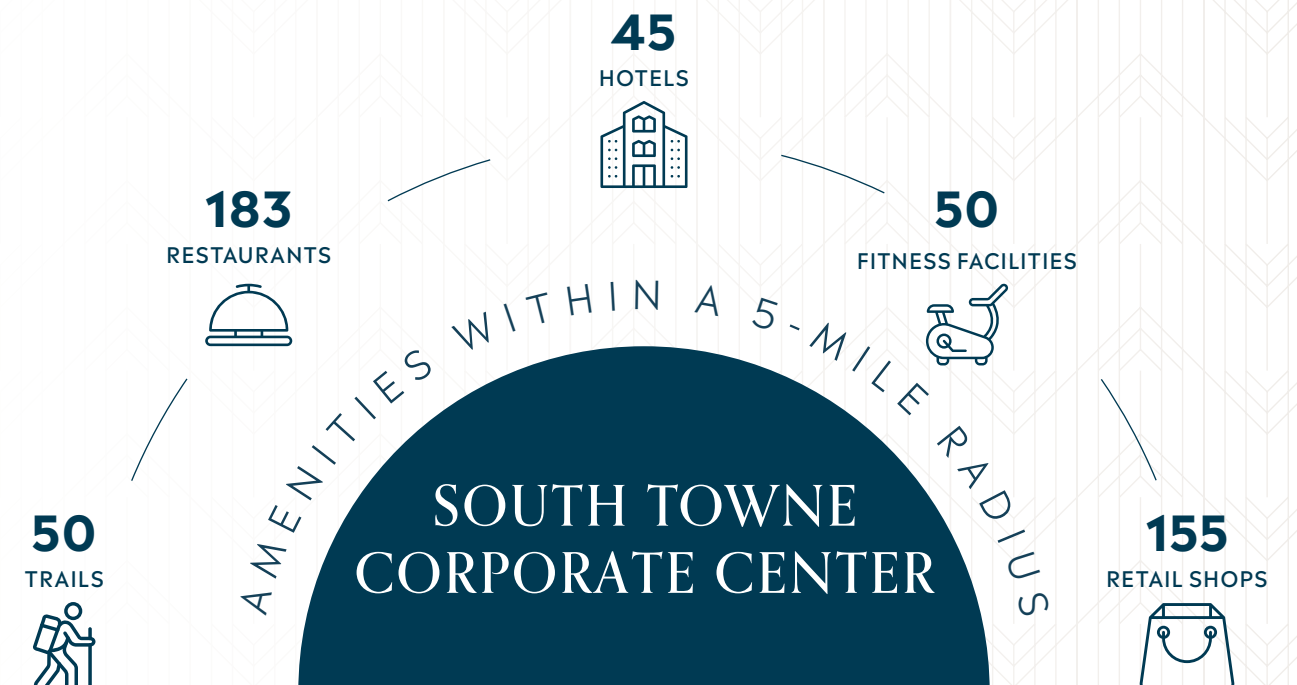 45
HOTELS
183
RESTAURANTS
50
FITNESS FACILITIES
AMENITIES WITHIN A 5-MILE RADIUS
SOUTH TOWNE
CORPORATE CENTER
50
TRAILS
155
RETAIL SHOPS